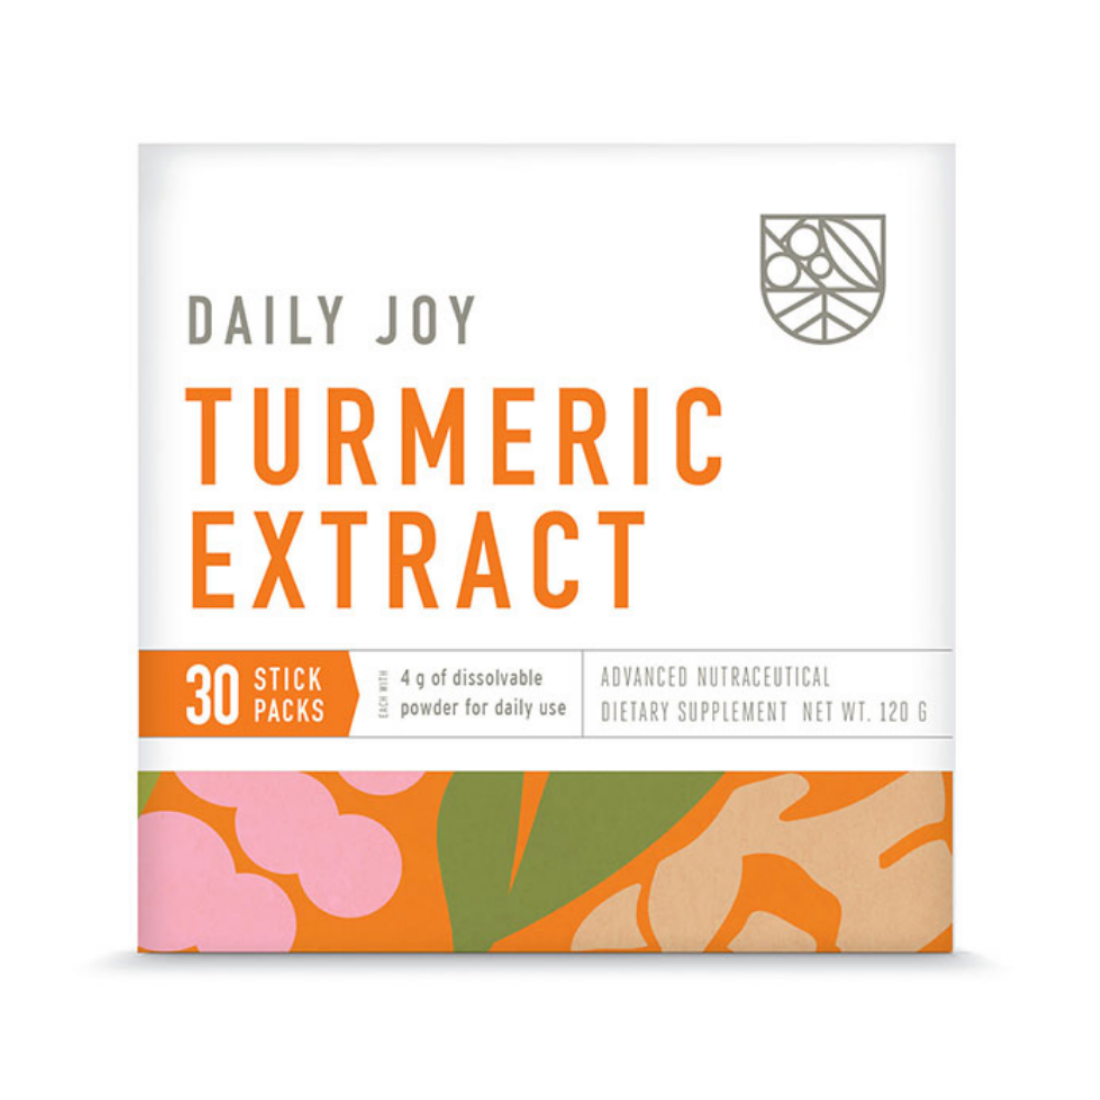 DAILY JOY
TURMERIC
EXTRACT
30 STICK
PACKS
EACH WITH
4 g of dissolvable
powder for daily use
ADVANCED NUTRACEUTICAL
DIETARY SUPPLEMENT NET WT. 120 G